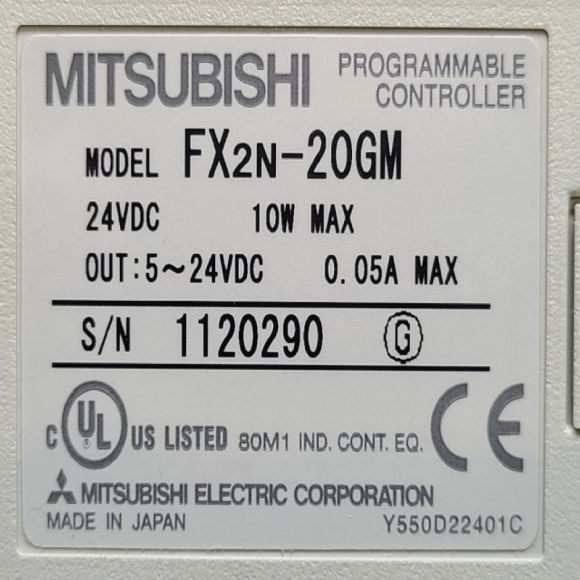 MITSUBISHI PROGRAMMABLE CONTROLLER
MODEL FX2N-20GM
24VDC 10W MAX
OUT:5~24VDC 0.05A MAX
S/N 1120290 G
C UL US LISTED 80M1 IND. CONT. EQ. CE
MITSUBISHI ELECTRIC CORPORATION
MADE IN JAPAN Y550D22401C